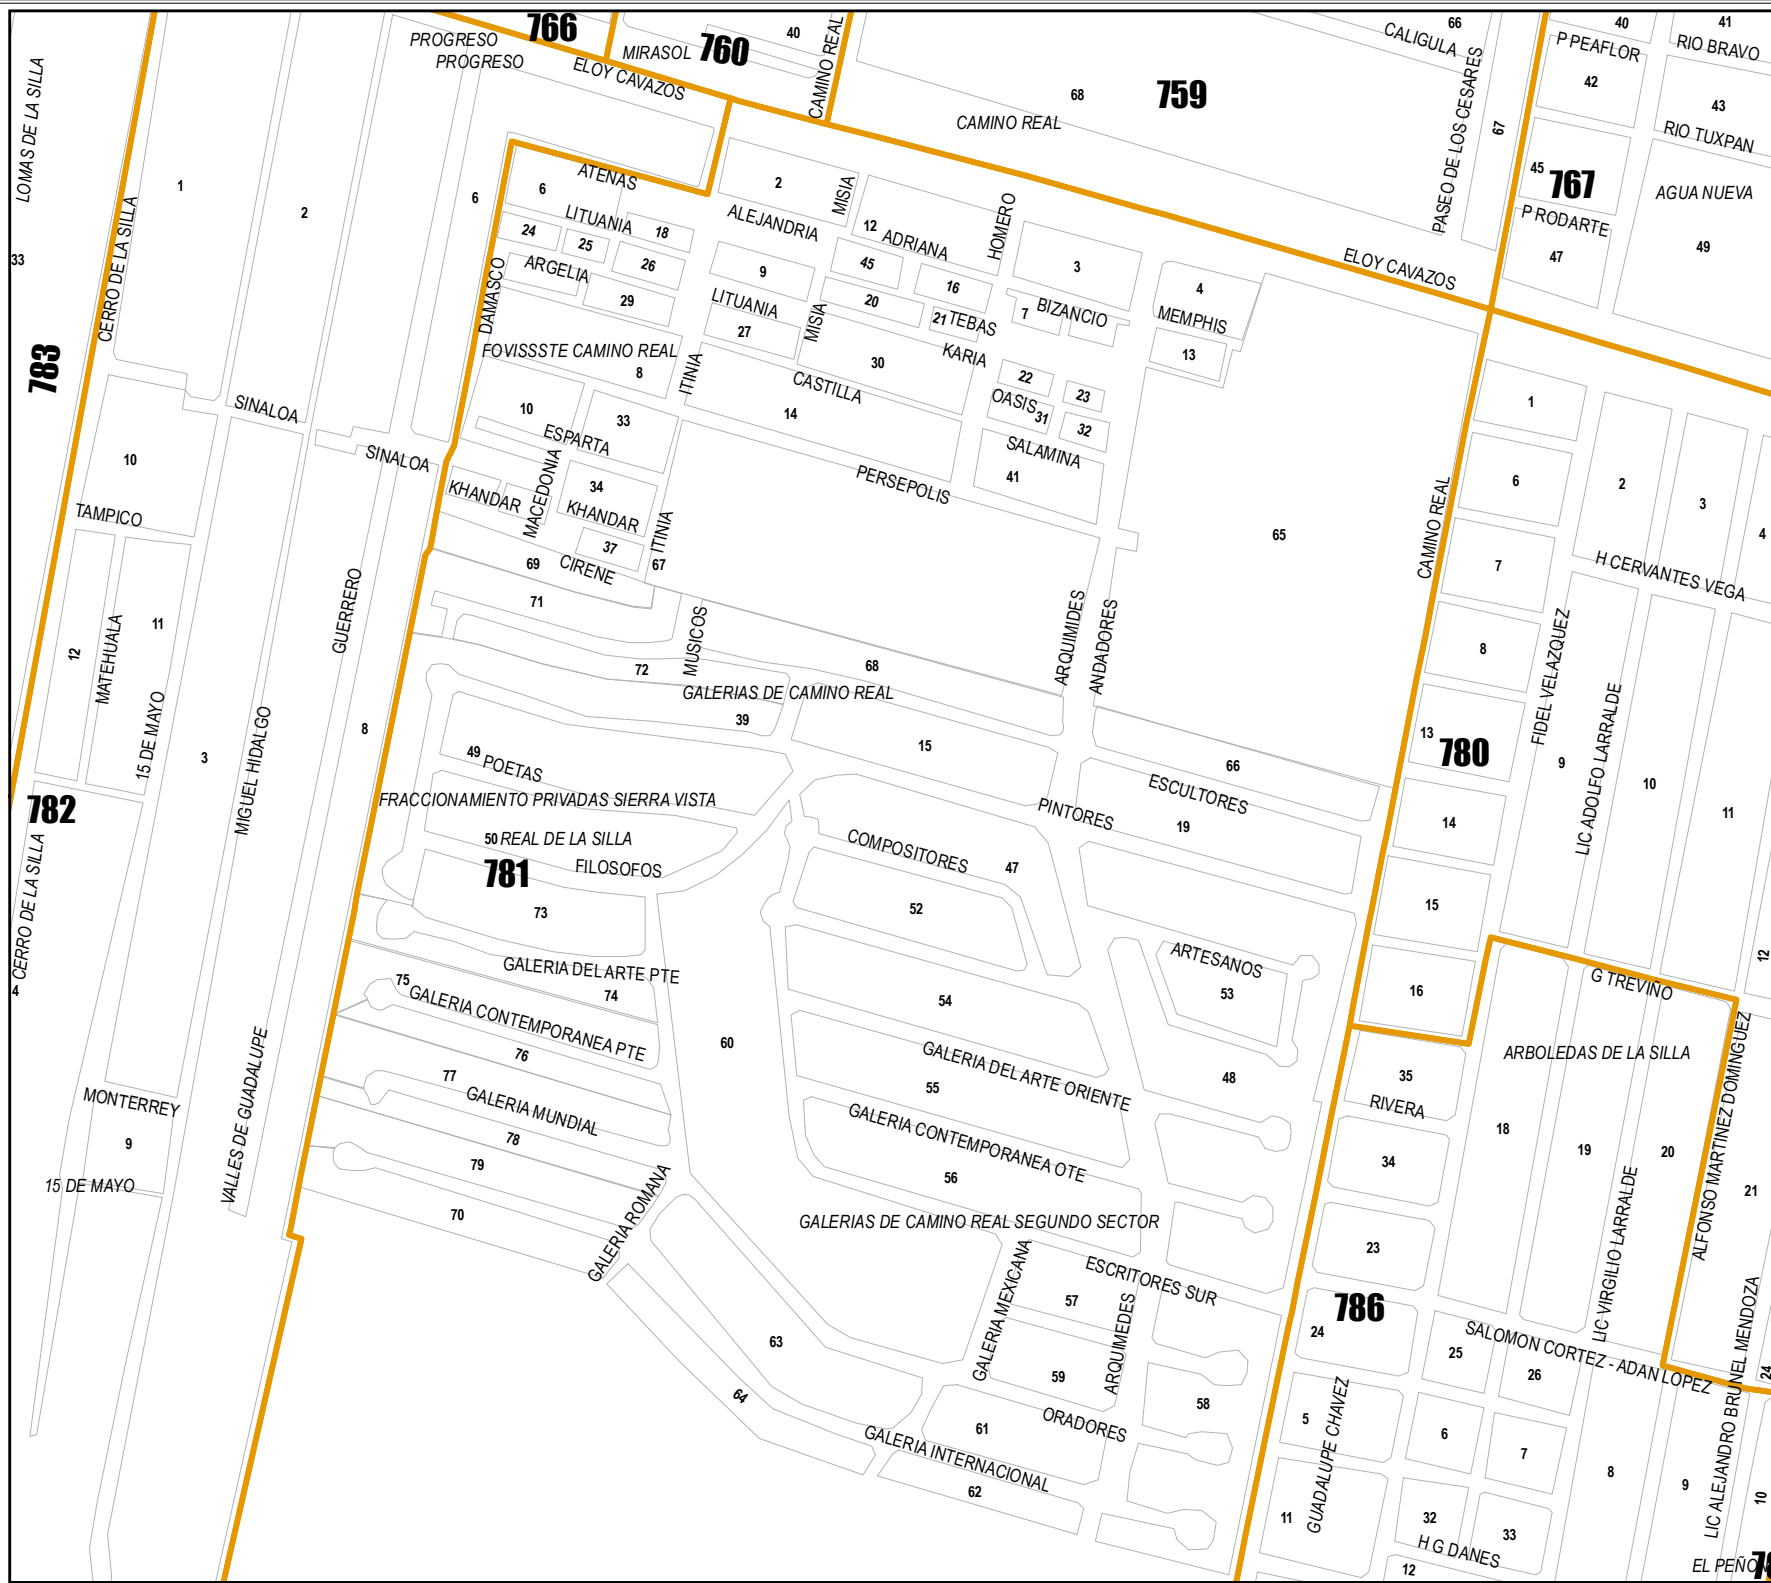 766
40
MIRASOL
760
CAMINO REAL
PROGRESO
PROGRESO
ELOY CAVAZOS
66
CALIGULA
PASEO DE LOS CESARES
67
40
41
P PEAFLOR
RIO BRAVO
42
43
RIO TUXPAN
45
767
AGUA NUEVA
P RODARTE
47
49
68
759
CAMINO REAL
ELOY CAVAZOS
LOMAS DE LA SILLA
33
CERRO DE LA SILLA
783
1
2
6
SINALOA
SINALOA
10
TAMPICO
12
MATEHUALA
11
15 DE MAYO
3
MIGUEL HIDALGO
GUERRERO
8
782
CERRO DE LA SILLA
4
MONTERREY
9
15 DE MAYO
VALLES DE GUADALUPE
ATENAS
6
LITUANIA
18
24
25
26
ARGELIA
29
DAMASCO
FOVISSSTE CAMINO REAL
8
ITINIA
10
33
ESPARTA
MACEDONIA
34
KHANDAR
KHANDAR
37
CIRENE
69
ITINIA
67
71
2
MISIA
ALEJANDRIA
12
ADRIANA
HOMERO
9
45
16
3
LITUANIA
MISIA
20
21
TEBAS
7
BIZANCIO
4
MEMPHIS
13
27
KARIA
30
CASTILLA
14
22
23
OASIS
31
32
SALAMINA
41
PERSEPOLIS
65
CAMINO REAL
ARQUIMIDES
ANDADORES
MUSICOS
72
68
GALERIAS DE CAMINO REAL
39
15
66
ESCULTORES
PINTORES
19
49
POETAS
FRACCIONAMIENTO PRIVADAS SIERRA VISTA
50
REAL DE LA SILLA
781
FILOSOFOS
73
COMPOSITORES
47
52
GALERIA DEL ARTE PTE
75
74
GALERIA CONTEMPORANEA PTE
76
77
GALERIA MUNDIAL
78
79
70
GALERIA ROMANA
60
54
ARTESANOS
53
GALERIA DEL ARTE ORIENTE
55
48
GALERIA CONTEMPORANEA OTE
56
GALERIAS DE CAMINO REAL SEGUNDO SECTOR
GALERIA MEXICANA
ESCRITORES SUR
57
ARQUIMEDES
59
58
63
64
61
ORADORES
GALERIA INTERNACIONAL
62
1
6
2
3
4
7
H CERVANTES VEGA
8
FIDEL VELAZQUEZ
13
780
9
LIC ADOLFO LARRALDE
10
11
14
15
12
16
G TREVIÑO
ARBOLEDAS DE LA SILLA
35
RIVERA
34
18
19
20
ALFONSO MARTINEZ DOMINGUEZ
21
LIC VIRGILIO LARRALDE
23
786
24
SALOMON CORTEZ - ADAN LOPEZ
25
26
24
LIC ALEJANDRO BRUNEL MENDOZA
5
GUADALUPE CHAVEZ
6
7
8
9
10
11
32
33
H G DANES
12
EL PEÑO